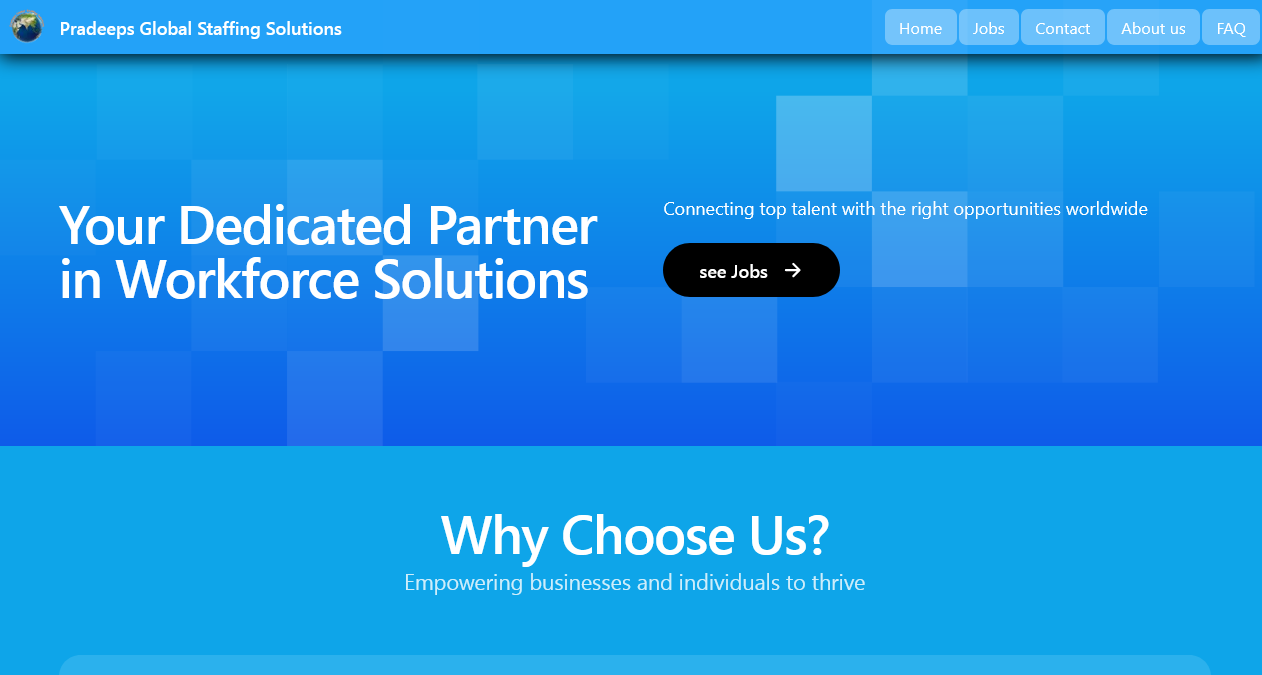 Pradeeps Global Staffing Solutions
Home
Jobs
Contact
About us
FAQ
Your Dedicated Partner
in Workforce Solutions
Connecting top talent with the right opportunities worldwide
see Jobs
Why Choose Us?
Empowering businesses and individuals to thrive